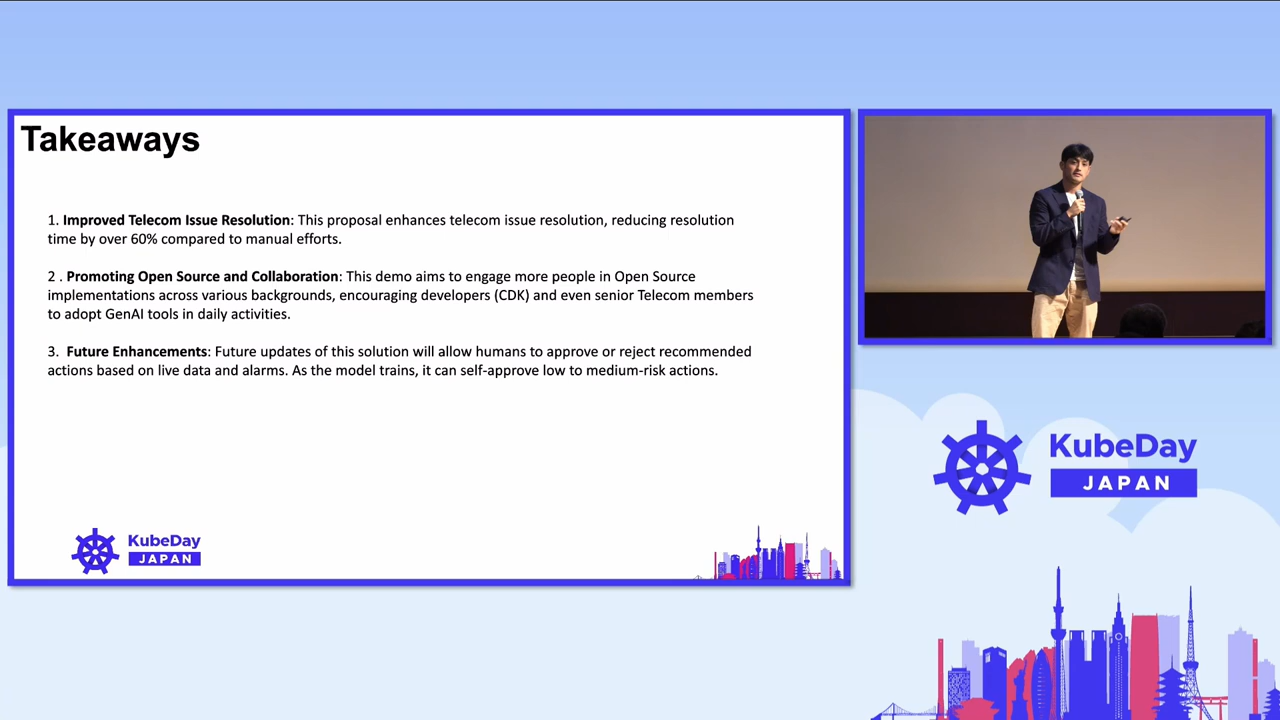 Takeaways
1. Improved Telecom Issue Resolution: This proposal enhances telecom issue resolution, reducing resolution
time by over 60% compared to manual efforts.
2 . Promoting Open Source and Collaboration: This demo aims to engage more people in Open Source
implementations across various backgrounds, encouraging developers (CDK) and even senior Telecom members
to adopt GenAI tools in daily activities.
3. Future Enhancements: Future updates of this solution will allow humans to approve or reject recommended
actions based on live data and alarms. As the model trains, it can self-approve low to medium-risk actions.
KubeDay
JAPAN
KubeDay
JAPAN